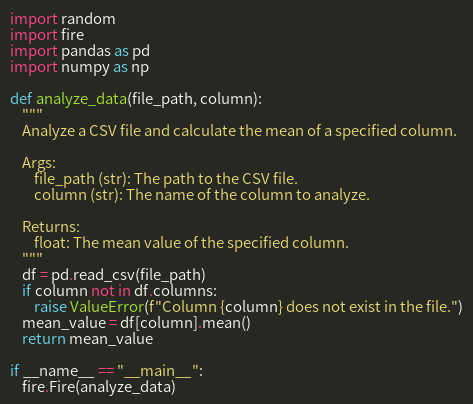 import random
import fire
import pandas as pd
import numpy as np

def analyze_data(file_path, column):
    """
    Analyze a CSV file and calculate the mean of a specified column.

    Args:
        file_path (str): The path to the CSV file.
        column (str): The name of the column to analyze.

    Returns:
        float: The mean value of the specified column.
    """
    df = pd.read_csv(file_path)
    if column not in df.columns:
        raise ValueError(f"Column {column} does not exist in the file.")
    mean_value = df[column].mean()
    return mean_value

if __name__ == "__main__":
    fire.Fire(analyze_data)